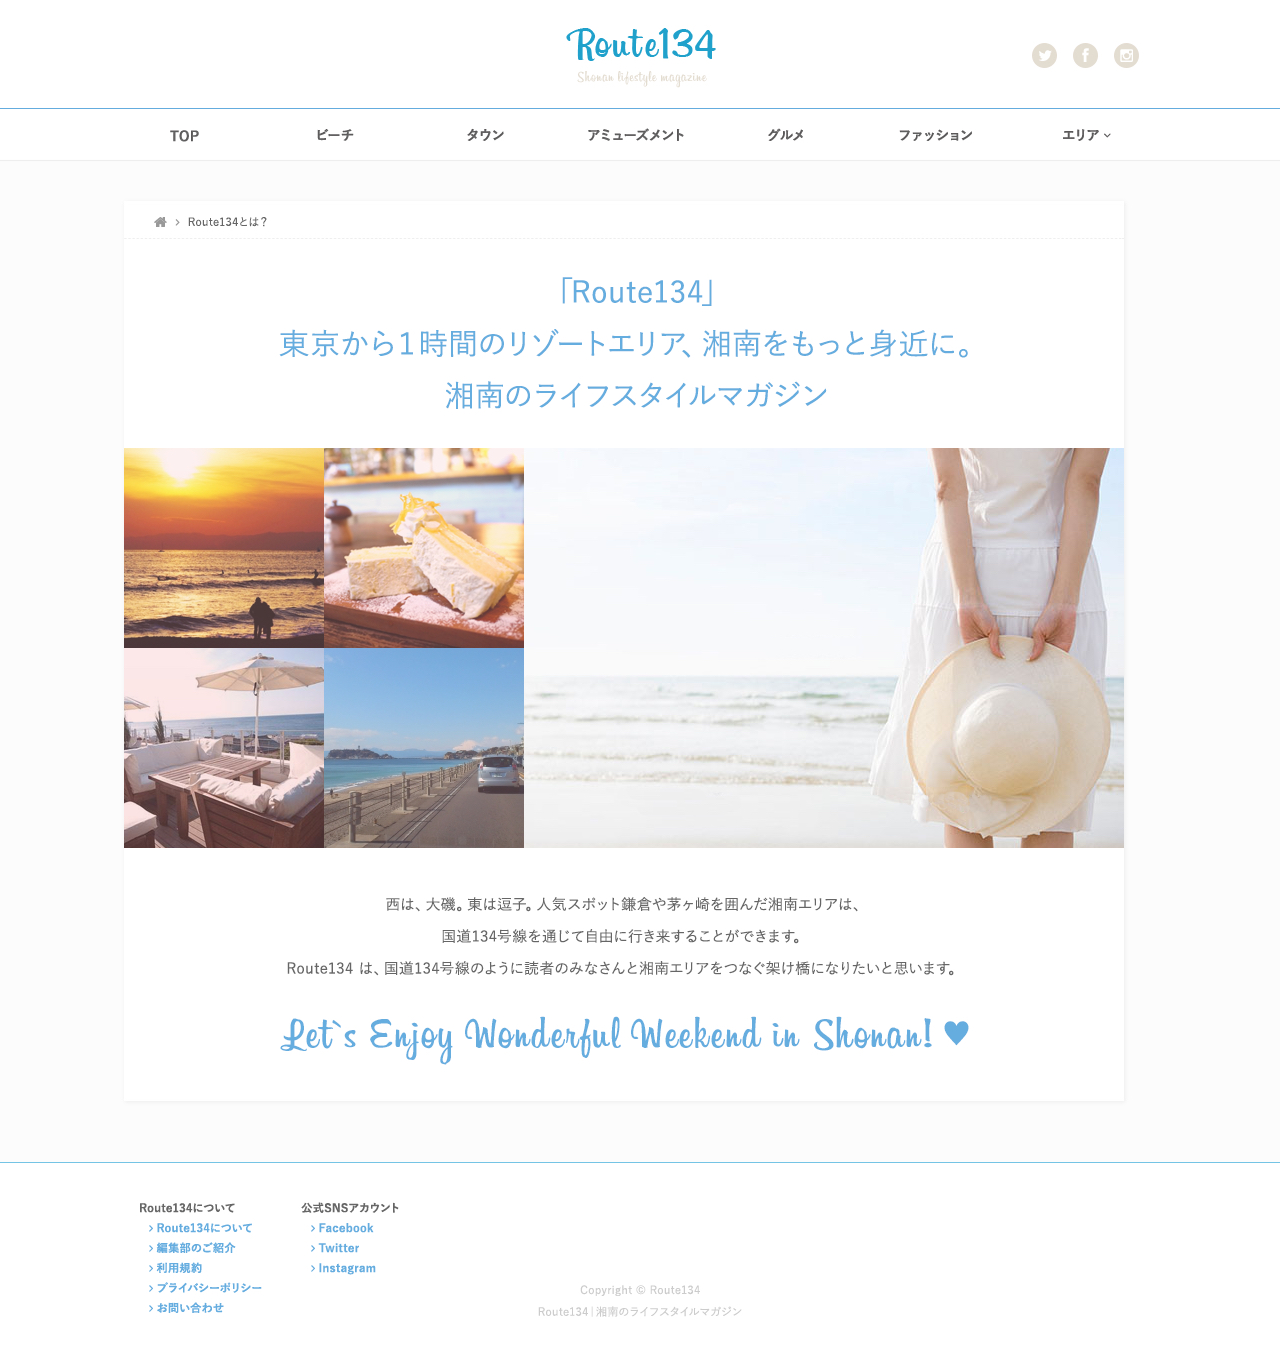 Route134
Shonan lifestyle magazine
TOP
ビーチ
タウン
アミューズメント
グルメ
ファッション
エリア
Route134とは？
「Route134」
東京から１時間のリゾートエリア、湘南をもっと身近に。
湘南のライフスタイルマガジン
西は、大磯。東は逗子。人気スポット鎌倉や茅ヶ崎を囲んだ湘南エリアは、
国道134号線を通じて自由に行き来することができます。
Route134 は、国道134号線のように読者のみなさんと湘南エリアをつなぐ架け橋になりたいと思います。
Let`s Enjoy Wonderful Weekend in Shonan! ♥
Route134について
Route134について
編集部のご紹介
利用規約
プライバシーポリシー
お問い合わせ
公式SNSアカウント
Facebook
Twitter
Instagram
Copyright © Route134
Route134 | 湘南のライフスタイルマガジン